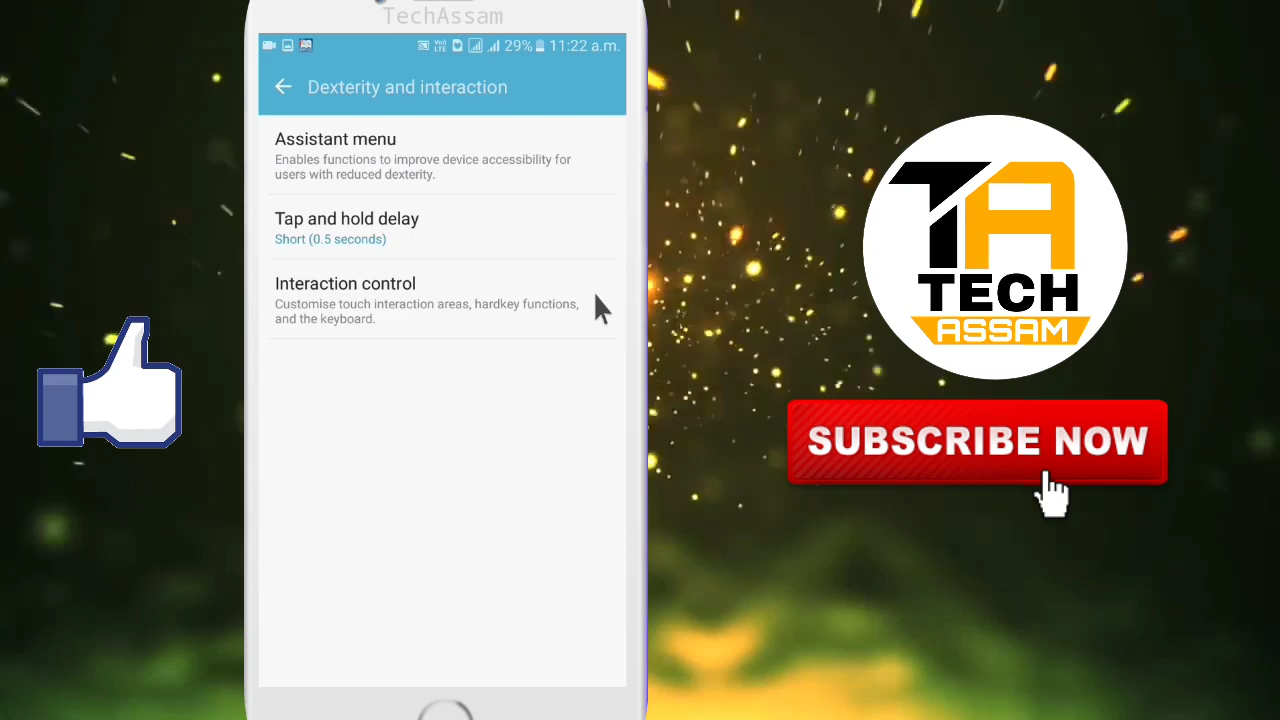 TechAssam
Voi)
LTE
29%
11:22 a.m.
Dexterity and interaction
Assistant menu
Enables functions to improve device accessibility for
users with reduced dexterity.
Tap and hold delay
Short (0.5 seconds)
Interaction control
Customise touch interaction areas, hardkey functions,
and the keyboard.
TA
TECH
ASSAM
SUBSCRIBE NOW